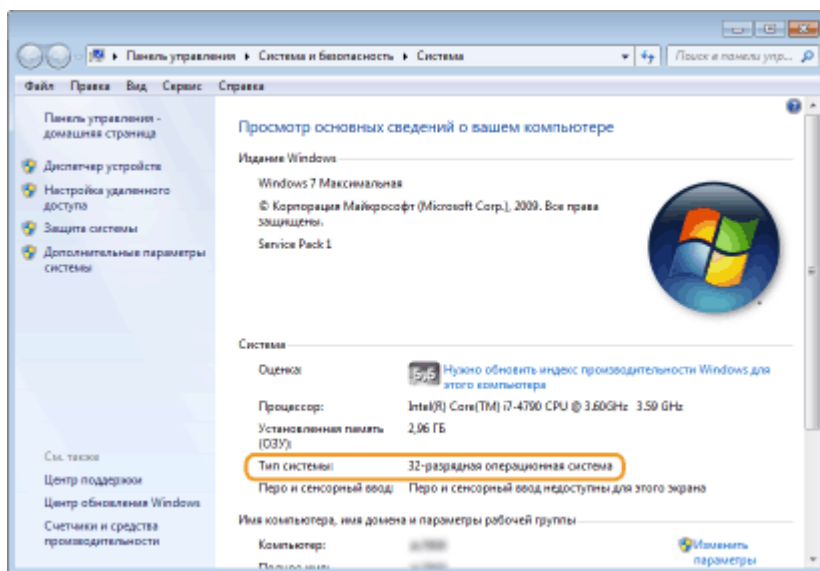 Панель управления ▸ Система и безопасность ▸ Система
Поиск в панели упр...
Файл Правка Вид Сервис Справка
Панель управления -
домашняя страница
Диспетчер устройств
Настройка удаленного
доступа
Защита системы
Дополнительные параметры
системы
См. также
Центр поддержки
Центр обновления Windows
Счетчики и средства
производительности
Просмотр основных сведений о вашем компьютере
Издание Windows
Windows 7 Максимальная
© Корпорация Майкрософт (Microsoft Corp.), 2009. Все права
защищены.
Service Pack 1
Система
Оценка: 5,6 Нужно обновить индекс производительности Windows для
этого компьютера
Процессор: Intel(R) Core(TM) i7-4790 CPU @ 3.60GHz 3.59 GHz
Установленная память 2,96 ГБ
(ОЗУ):
Тип системы: 32-разрядная операционная система
Перо и сенсорный ввод: Перо и сенсорный ввод недоступны для этого экрана
Имя компьютера, имя домена и параметры рабочей группы
Компьютер: Изменить
параметры